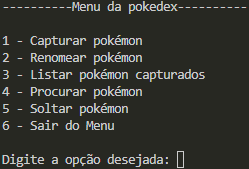 ----------Menu da pokedex----------
1 - Capturar pokémon
2 - Renomear pokémon
3 - Listar pokémon capturados
4 - Procurar pokémon
5 - Soltar pokémon
6 - Sair do Menu
Digite a opção desejada: